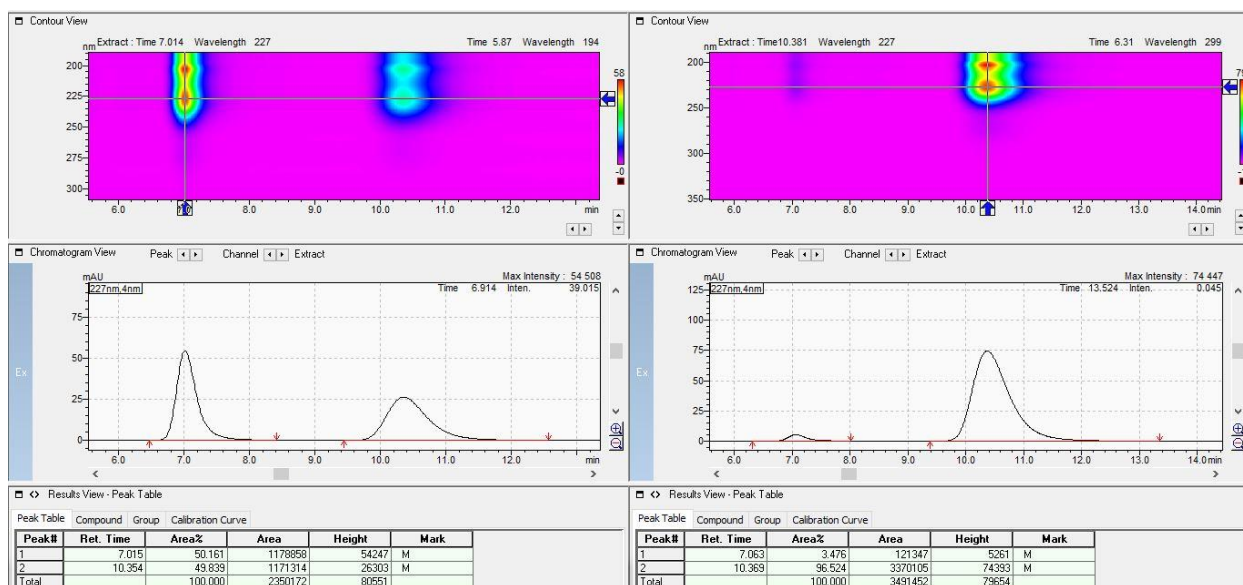 Contour View
nm Extract : Time 7.014 Wavelength 227 Time 5.87 Wavelength 194
200
225
250
275
300
58
-0
6.0 7.0 8.0 9.0 10.0 11.0 12.0 min
Chromatogram View Peak Channel Extract
mAU Max Intensity : 54 508
227nm,4nm Time 6.914 Inten. 39.015
75
50
25
0
Ex
6.0 7.0 8.0 9.0 10.0 11.0 12.0 min
Results View - Peak Table
Peak Table Compound Group Calibration Curve
Peak# Ret. Time Area% Area Height Mark
1 7.015 50.161 1178858 54247 M
2 10.354 49.839 1171314 26303 M
Total 100.000 2350172 80551
Contour View
nm Extract : Time10.381 Wavelength 227 Time 6.31 Wavelength 299
200
250
300
350
6.0 7.0 8.0 9.0 10.0 11.0 12.0 13.0 14.0min
Chromatogram View Peak Channel Extract
mAU Max Intensity : 74 447
227nm,4nm Time 13.524 Inten. 0.045
125
100
75
50
25
0
Ex
6.0 7.0 8.0 9.0 10.0 11.0 12.0 13.0 14.0min
Results View - Peak Table
Peak Table Compound Group Calibration Curve
Peak# Ret. Time Area% Area Height Mark
1 7.063 3.476 121347 5261 M
2 10.369 96.524 3370105 74393 M
Total 100.000 3491452 79654